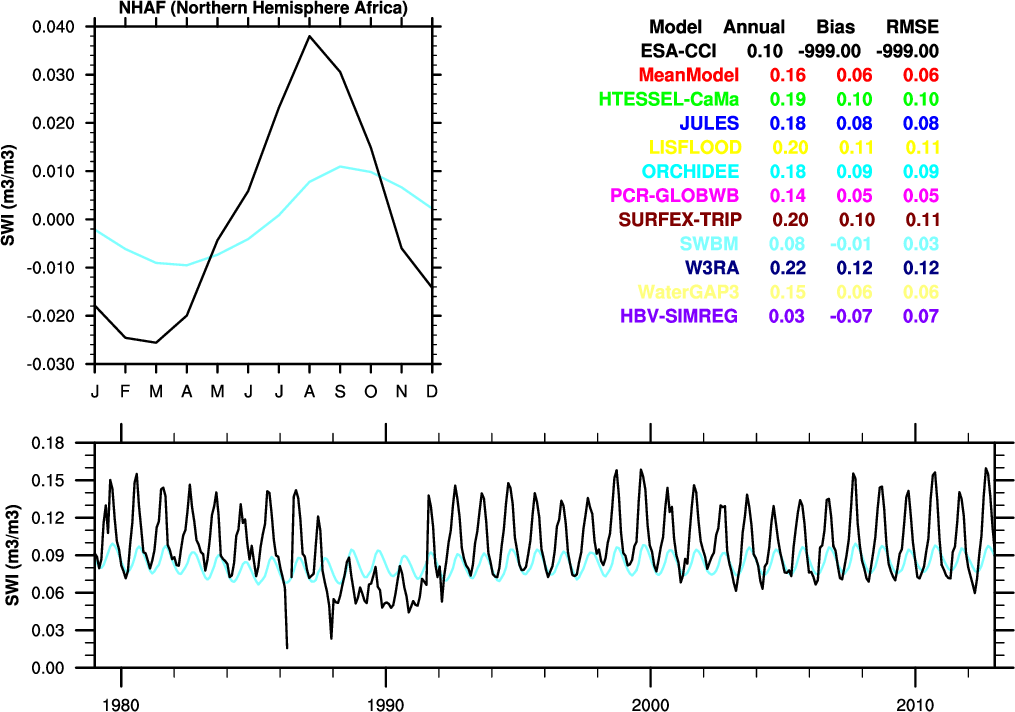 NHAF (Northern Hemisphere Africa)
0.040
0.030
0.020
0.010
0.000
-0.010
-0.020
-0.030
SWI (m3/m3)
J F M A M J J A S O N D
Model Annual Bias RMSE
ESA-CCI 0.10 -999.00 -999.00
MeanModel 0.16 0.06 0.06
HTESSEL-CaMa 0.19 0.10 0.10
JULES 0.18 0.08 0.08
LISFLOOD 0.20 0.11 0.11
ORCHIDEE 0.18 0.09 0.09
PCR-GLOBWB 0.14 0.05 0.05
SURFEX-TRIP 0.20 0.10 0.11
SWBM 0.08 -0.01 0.03
W3RA 0.22 0.12 0.12
WaterGAP3 0.15 0.06 0.06
HBV-SIMREG 0.03 -0.07 0.07
0.18
0.15
0.12
0.09
0.06
0.03
0.00
SWI (m3/m3)
1980 1990 2000 2010